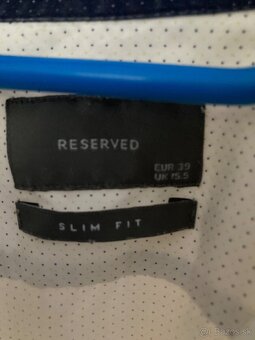 RESERVED
EUR 39
UK 15.5
SLIM FIT